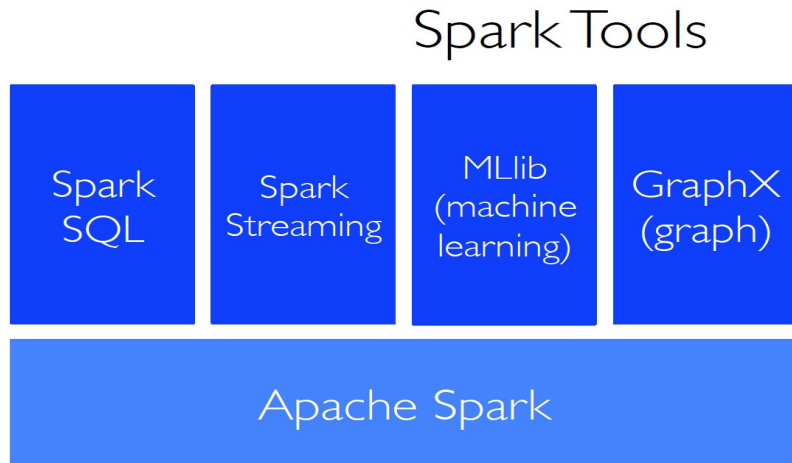 Spark Tools
Spark
SQL
Spark
Streaming
MLlib
(machine
learning)
GraphX
(graph)
Apache Spark